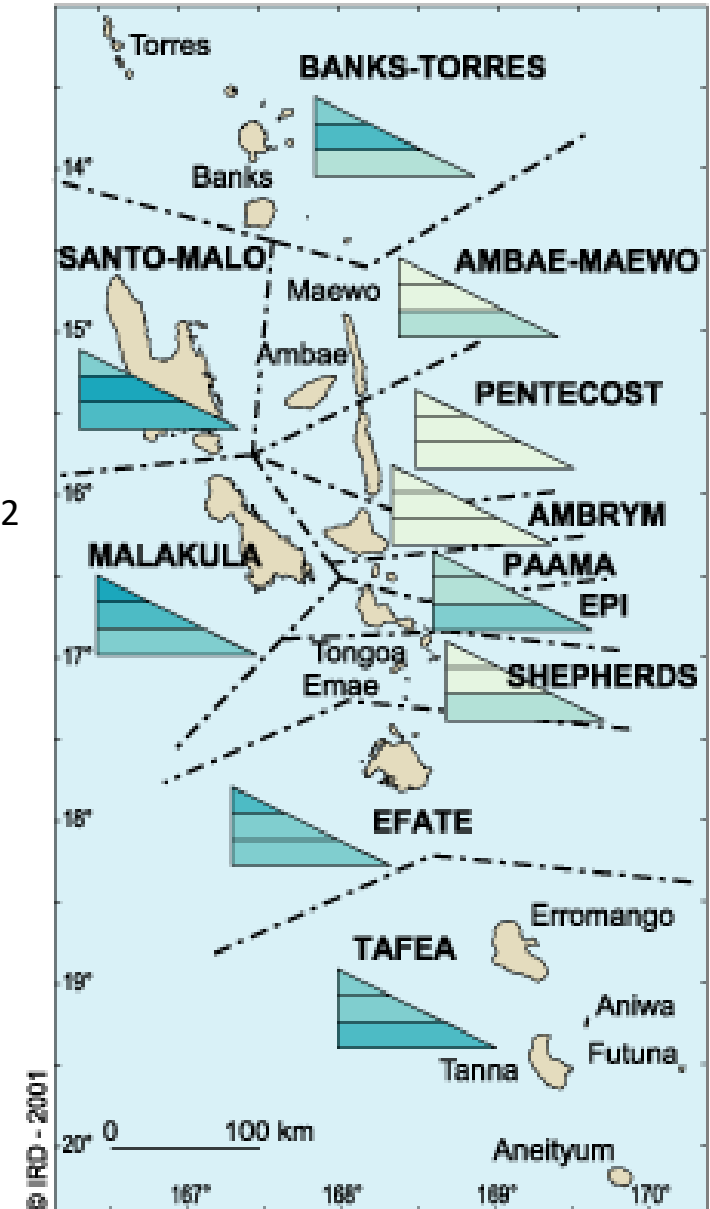 Torres
BANKS-TORRES
14°
Banks
SANTO-MALO
AMBAE-MAEWO
Maewo
15°
Ambae
PENTECOST
16°
2
AMBRYM
MALAKULA
PAAMA
EPI
17°
Tongoa
SHEPHERDS
Emae
18°
EFATE
Erromango
TAFEA
19°
Aniwa
Futuna
Tanna
© IRD - 2001
0 100 km
20°
Aneityum
167° 168° 169° 170°